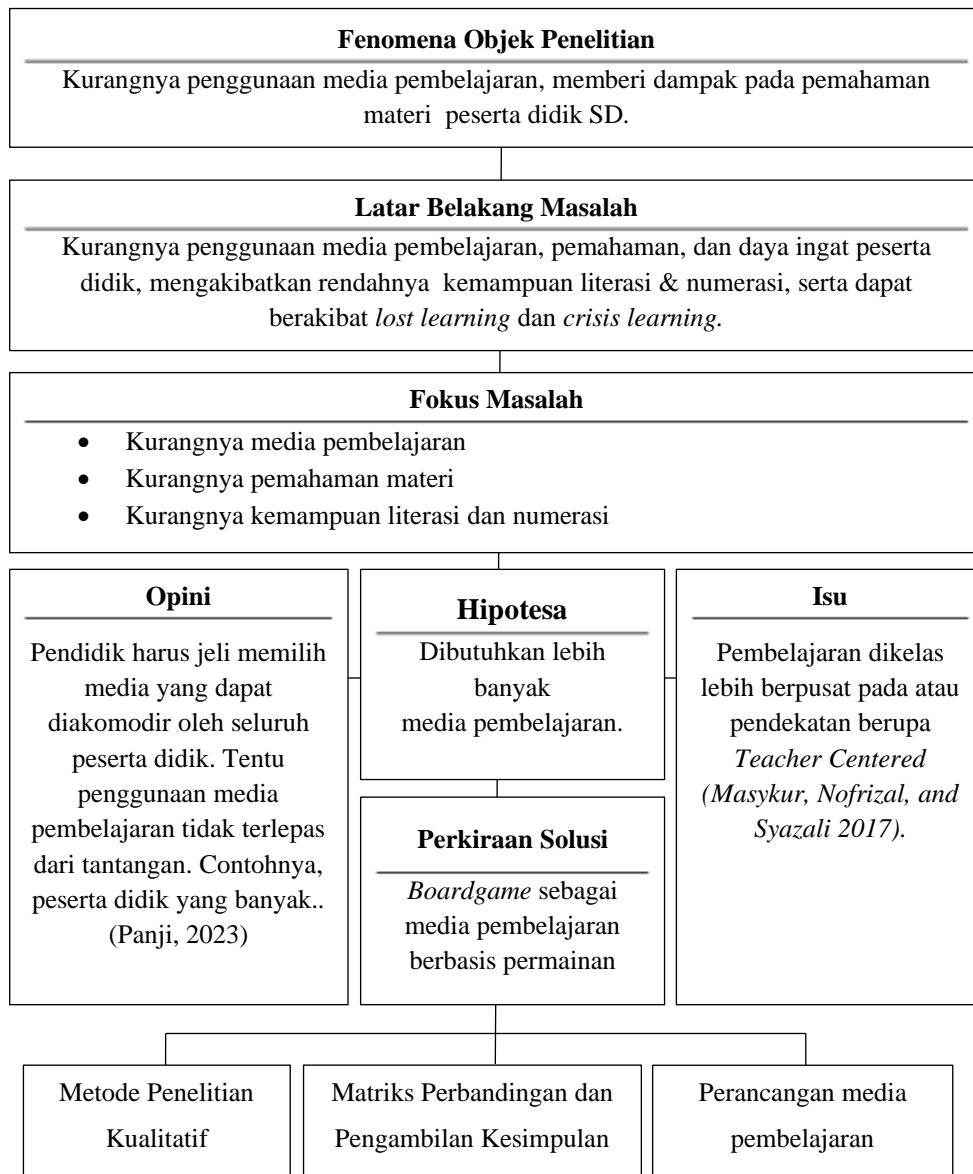 Fenomena Objek Penelitian
Kurangnya penggunaan media pembelajaran, memberi dampak pada pemahaman
materi peserta didik SD.
Latar Belakang Masalah
Kurangnya penggunaan media pembelajaran, pemahaman, dan daya ingat peserta
didik, mengakibatkan rendahnya kemampuan literasi & numerasi, serta dapat
berakibat lost learning dan crisis learning.
Fokus Masalah
• Kurangnya media pembelajaran
• Kurangnya pemahaman materi
• Kurangnya kemampuan literasi dan numerasi
Opini
Pendidik harus jeli memilih
media yang dapat
diakomodir oleh seluruh
peserta didik. Tentu
penggunaan media
pembelajaran tidak terlepas
dari tantangan. Contohnya,
peserta didik yang banyak..
(Panji, 2023)
Hipotesa
Dibutuhkan lebih
banyak
media pembelajaran.
Isu
Pembelajaran dikelas
lebih berpusat pada atau
pendekatan berupa
Teacher Centered
(Masykur, Nofrizal, and
Syazali 2017).
Perkiraan Solusi
Boardgame sebagai
media pembelajaran
berbasis permainan
Metode Penelitian
Kualitatif
Matriks Perbandingan dan
Pengambilan Kesimpulan
Perancangan media
pembelajaran